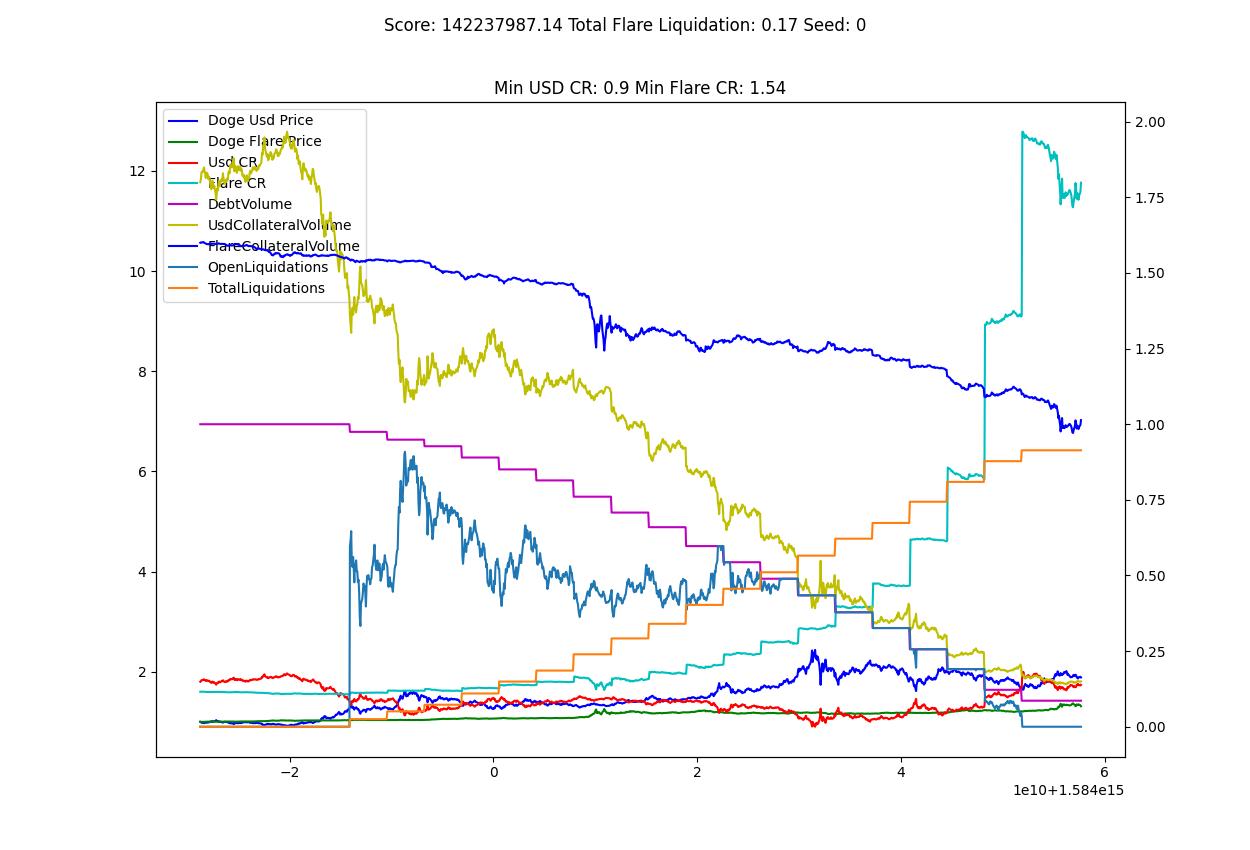 Score: 142237987.14 Total Flare Liquidation: 0.17 Seed: 0
Min USD CR: 0.9 Min Flare CR: 1.54
Doge Usd Price
Doge Flare Price
Usd CR
Flare CR
DebtVolume
UsdCollateralVolume
FlareCollateralVolume
OpenLiquidations
TotalLiquidations
12
10
8
6
4
2
2.00
1.75
1.50
1.25
1.00
0.75
0.50
0.25
0.00
−2
0
2
4
6
1e10+1.584e15